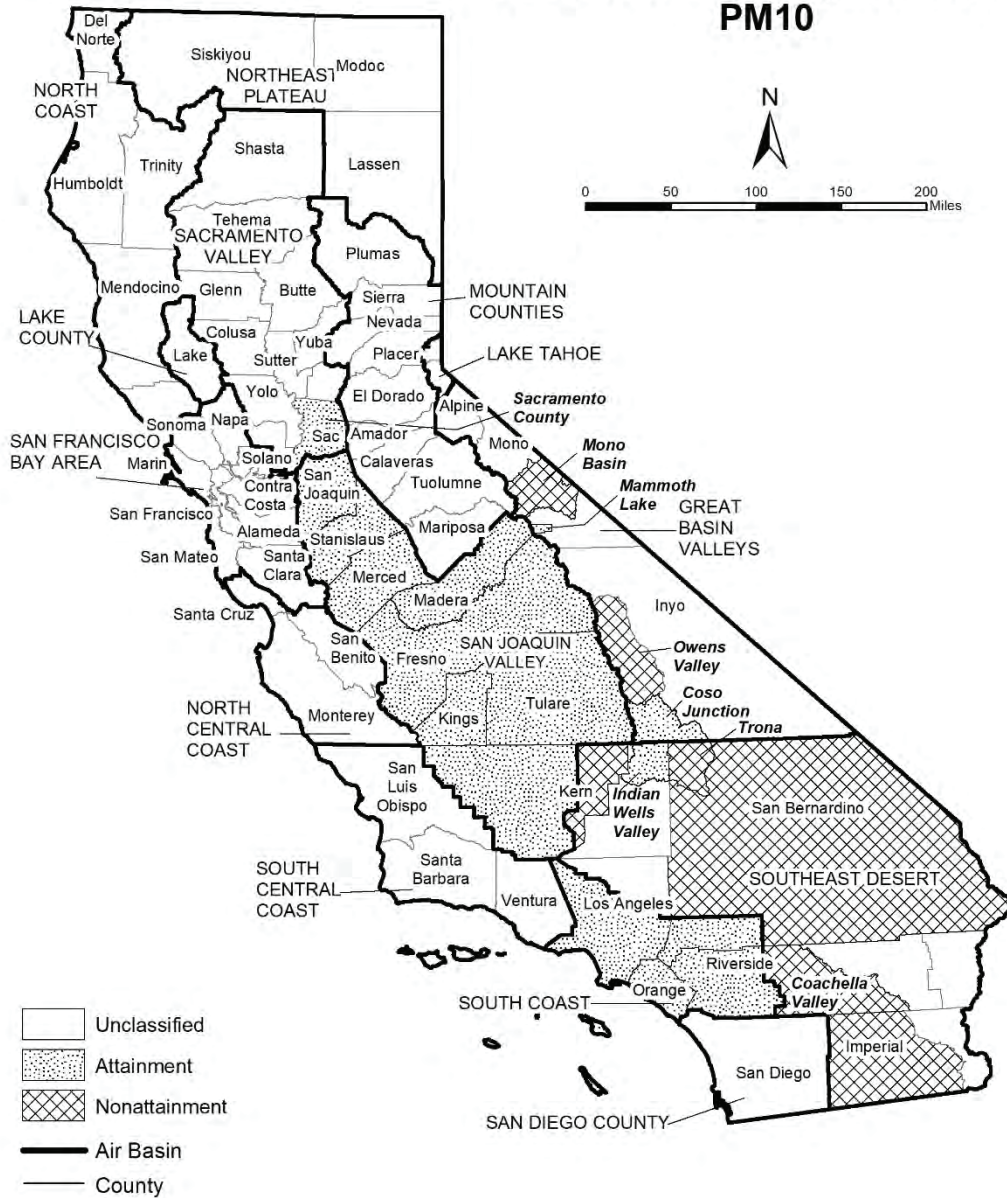 PM10
N
0 50 100 150 200
Miles
Del
Norte
Siskiyou
Modoc
NORTHEAST
PLATEAU
NORTH
COAST
Shasta
Trinity
Lassen
Humboldt
Tehema
SACRAMENTO
VALLEY
Plumas
Mendocino
Glenn
Butte
Sierra
MOUNTAIN
COUNTIES
Nevada
LAKE
COUNTY
Colusa
Yuba
Lake
Sutter
Placer
LAKE TAHOE
Yolo
El Dorado
Alpine
Sacramento
County
Sonoma
Napa
Sac
Amador
Mono
SAN FRANCISCO
BAY AREA
Marin
Solano
Calaveras
Mono
Basin
San
Joaquin
Tuolumne
Mammoth
Lake
Contra
Costa
GREAT
BASIN
VALLEYS
San Francisco
Alameda
Stanislaus
Mariposa
San Mateo
Santa
Clara
Merced
Madera
Inyo
Santa Cruz
San
Benito
Fresno
SAN JOAQUIN
VALLEY
Owens
Valley
Coso
Junction
Trona
NORTH
CENTRAL
COAST
Monterey
Kings
Tulare
San
Luis
Obispo
Kern
Indian
Wells
Valley
San Bernardino
SOUTH
CENTRAL
COAST
Santa
Barbara
Ventura
Los Angeles
SOUTHEAST DESERT
Riverside
Coachella
Valley
Orange
SOUTH COAST
Imperial
San Diego
SAN DIEGO COUNTY
Unclassified
Attainment
Nonattainment
Air Basin
County